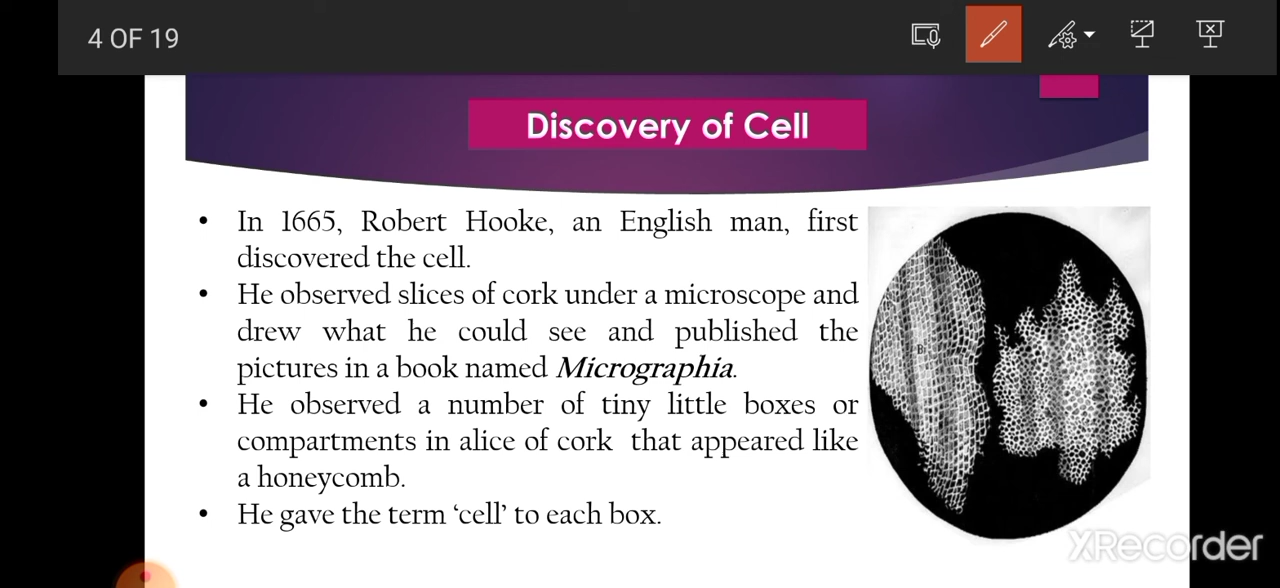 4 OF 19
Discovery of Cell
• In 1665, Robert Hooke, an English man, first
discovered the cell.
• He observed slices of cork under a microscope and
drew what he could see and published the
pictures in a book named Micrographia.
• He observed a number of tiny little boxes or
compartments in alice of cork that appeared like
a honeycomb.
• He gave the term ‘cell’ to each box.
B
XRecorder